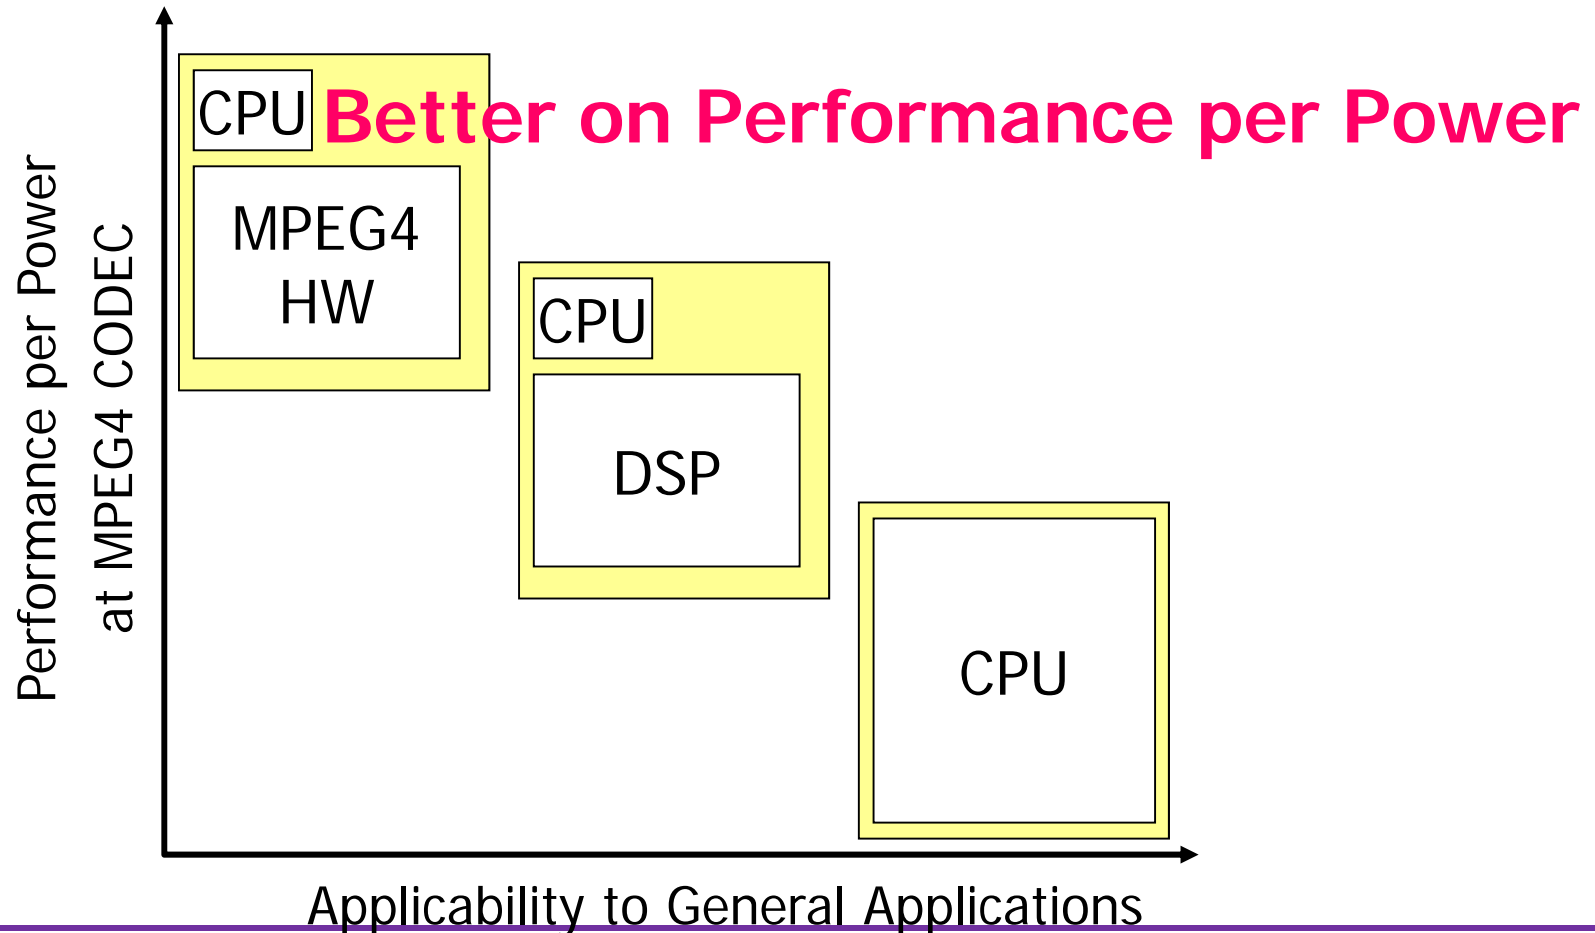 Performance per Power
at MPEG4 CODEC
CPU
Better on Performance per Power
MPEG4
HW
CPU
DSP
CPU
Applicability to General Applications